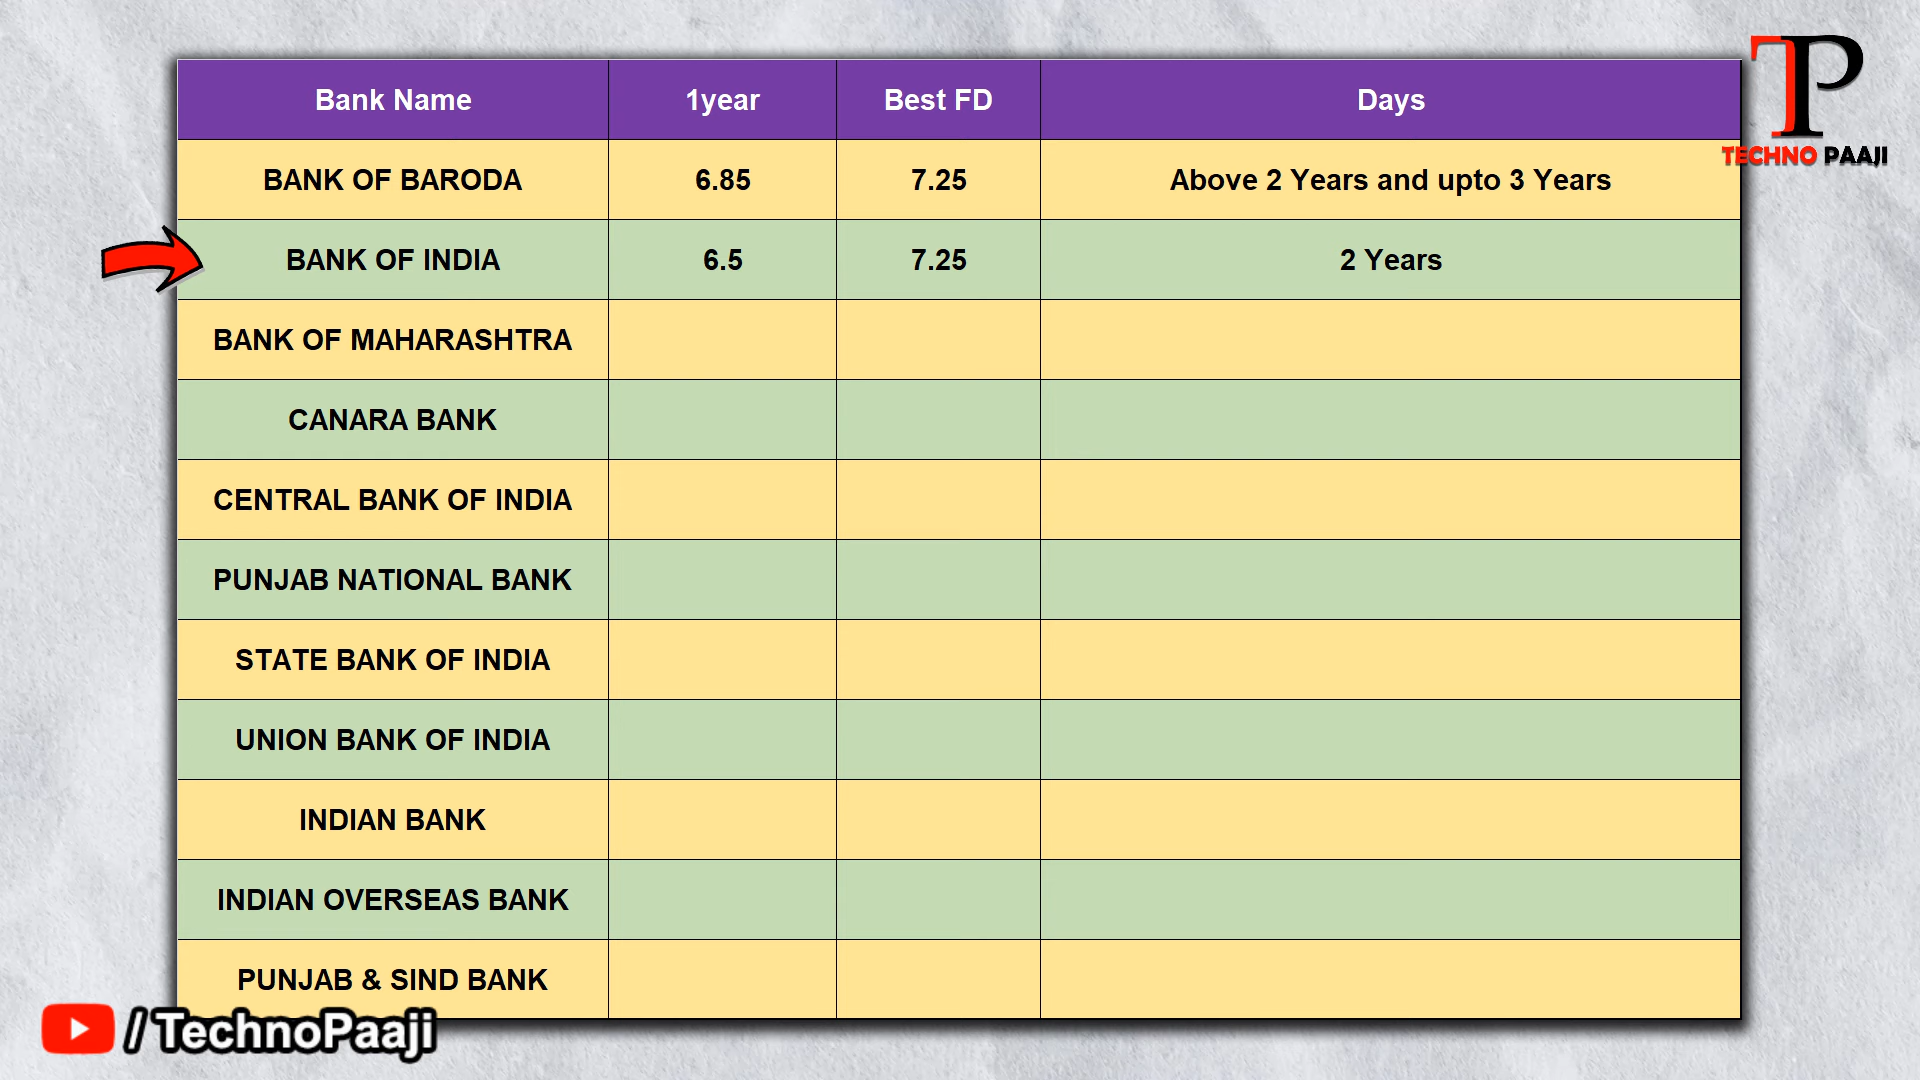 Bank Name 1year Best FD Days
BANK OF BARODA 6.85 7.25 Above 2 Years and upto 3 Years
BANK OF INDIA 6.5 7.25 2 Years
BANK OF MAHARASHTRA
CANARA BANK
CENTRAL BANK OF INDIA
PUNJAB NATIONAL BANK
STATE BANK OF INDIA
UNION BANK OF INDIA
INDIAN BANK
INDIAN OVERSEAS BANK
PUNJAB & SIND BANK
TP
TECHNO PAAJI
/TechnoPaaji